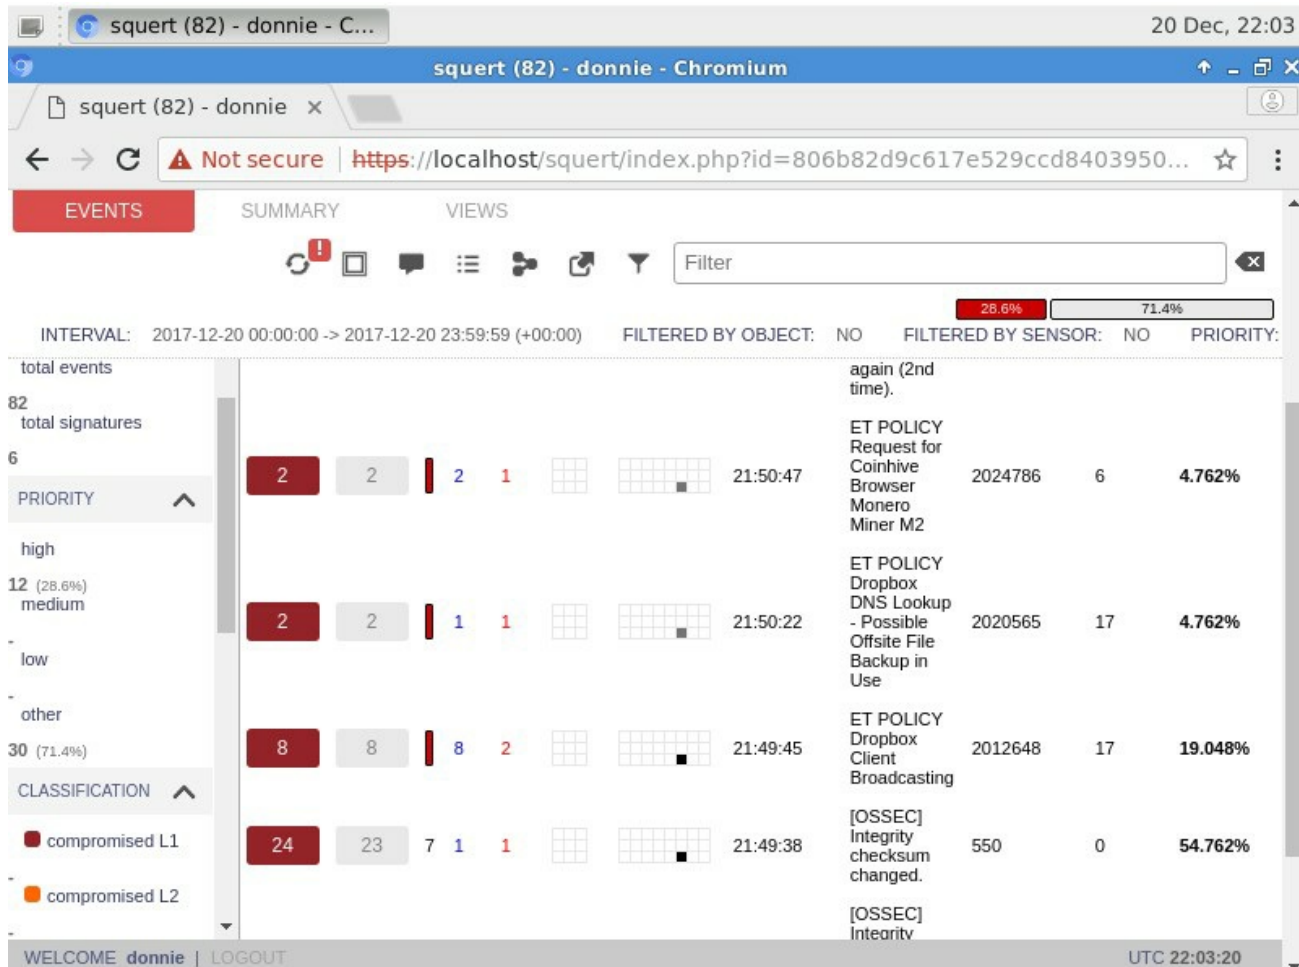 squert (82) - donnie - C...
20 Dec, 22:03
squert (82) - donnie - Chromium
squert (82) - donnie
Not secure | https://localhost/squert/index.php?id=806b82d9c617e529ccd8403950...
EVENTS SUMMARY VIEWS
!
Filter
28.6% 71.4%
INTERVAL: 2017-12-20 00:00:00 -> 2017-12-20 23:59:59 (+00:00) FILTERED BY OBJECT: NO FILTERED BY SENSOR: NO PRIORITY:
total events
82
total signatures
6
PRIORITY
high
12 (28.6%)
medium
-
low
-
other
30 (71.4%)
CLASSIFICATION
compromised L1
-
compromised L2
-
again (2nd
time).
2 2 2 1 21:50:47
ET POLICY
Request for
Coinhive
Browser
Monero
Miner M2
2024786 6 4.762%
2 2 1 1 21:50:22
ET POLICY
Dropbox
DNS Lookup
- Possible
Offsite File
Backup in
Use
2020565 17 4.762%
8 8 8 2 21:49:45
ET POLICY
Dropbox
Client
Broadcasting
2012648 17 19.048%
24 23 7 1 1 21:49:38
[OSSEC]
Integrity
checksum
changed.
550 0 54.762%
[OSSEC]
Integrity
WELCOME donnie | LOGOUT
UTC 22:03:20